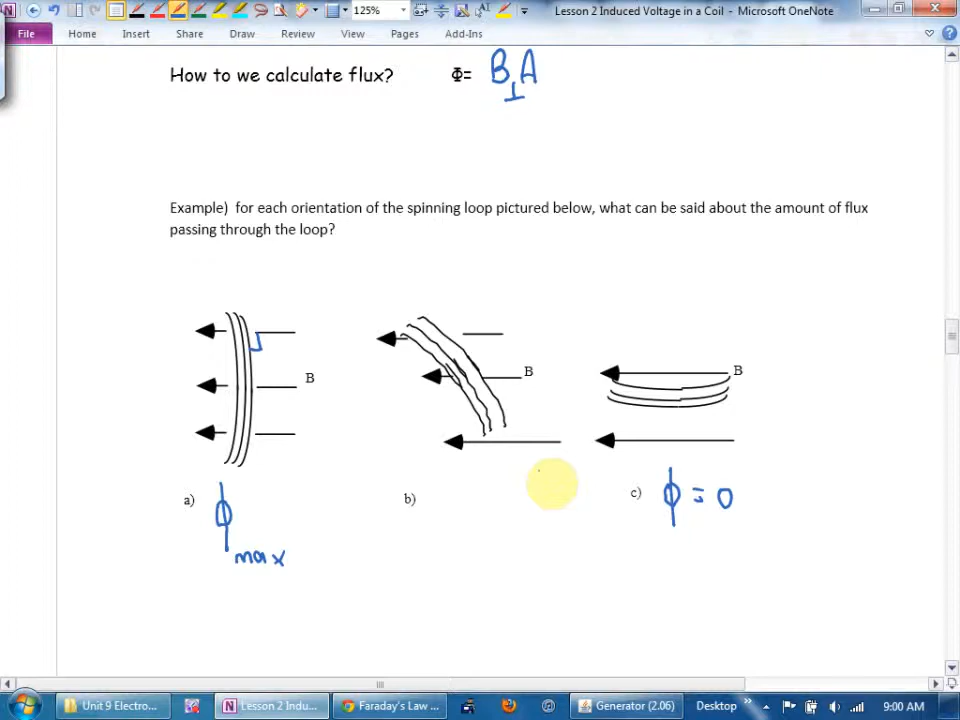 125%
Lesson 2 Induced Voltage in a Coil - Microsoft OneNote
File Home Insert Share Draw Review View Pages Add-Ins
How to we calculate flux? Φ= B⊥A
Example) for each orientation of the spinning loop pictured below, what can be said about the amount of flux
passing through the loop?
B
B
B
a) ϕ max
b)
c) ϕ = 0
Unit 9 Electro... Lesson 2 Indu... Faraday's Law ... Generator (2.06) Desktop » 9:00 AM